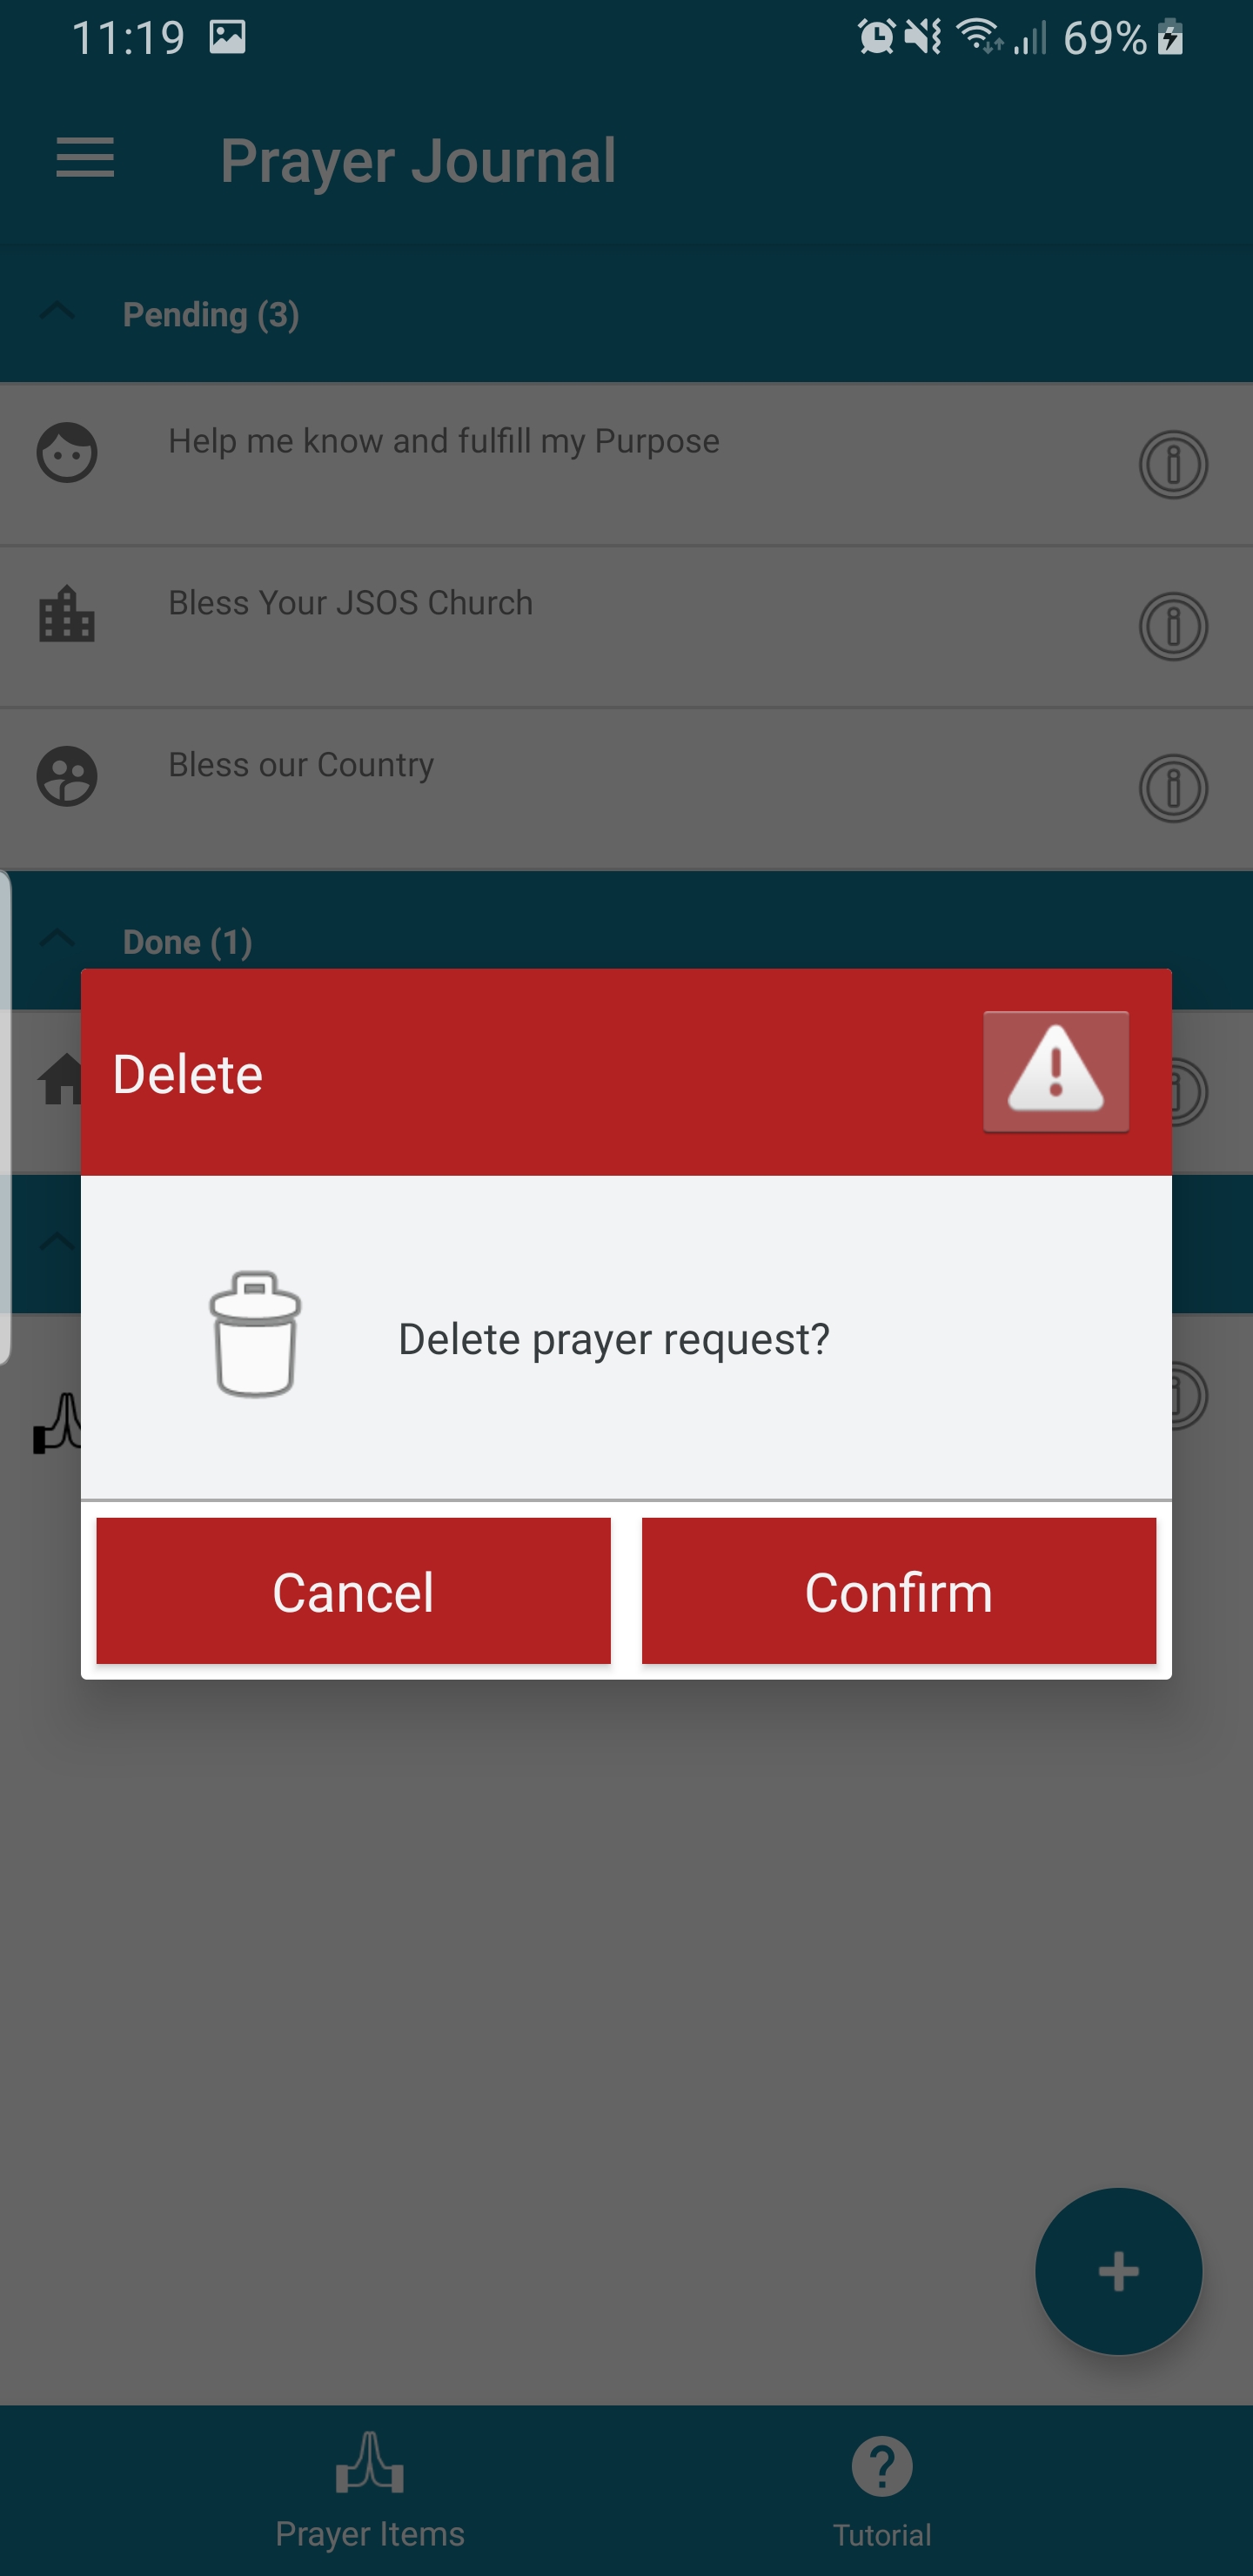 11:19
69%
Prayer Journal
Pending (3)
Help me know and fulfill my Purpose
Bless Your JSOS Church
Bless our Country
Done (1)
Delete
Delete prayer request?
Cancel
Confirm
+
Prayer Items
Tutorial